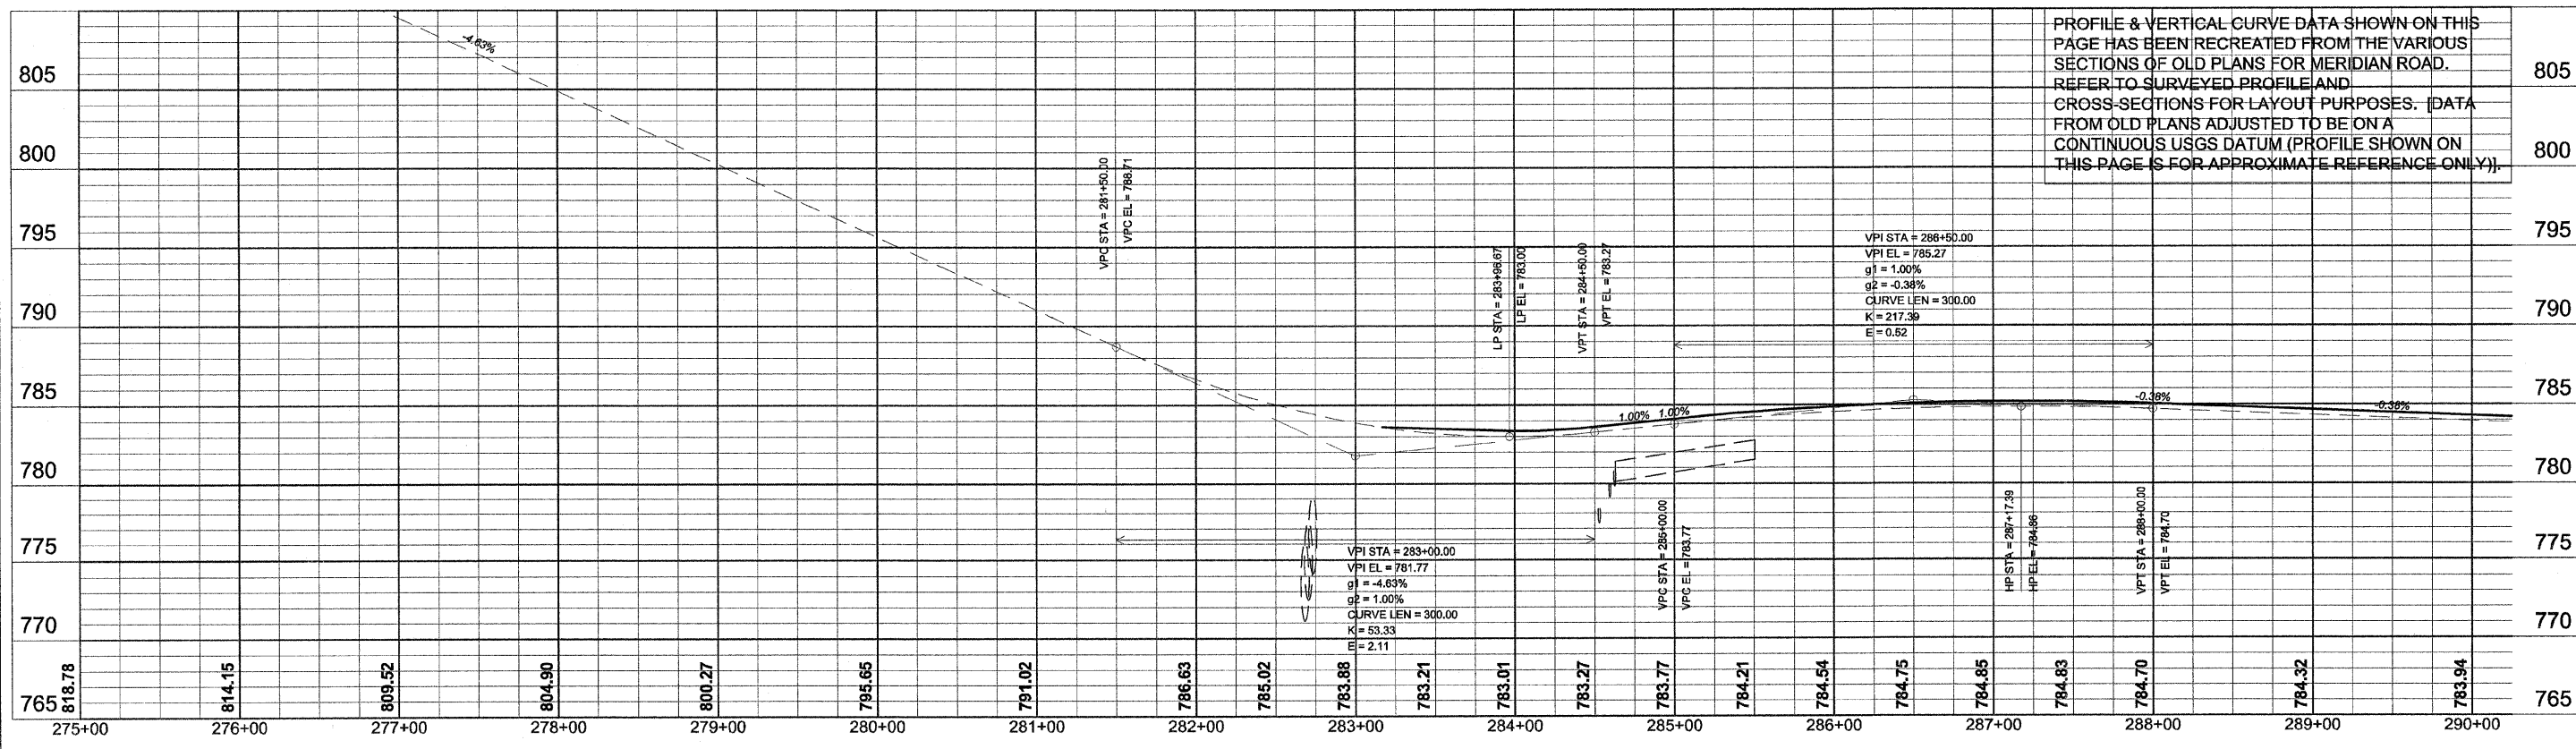 PROFILE & VERTICAL CURVE DATA SHOWN ON THIS
PAGE HAS BEEN RECREATED FROM THE VARIOUS
SECTIONS OF OLD PLANS FOR MERIDIAN ROAD.
REFER TO SURVEYED PROFILE AND
CROSS-SECTIONS FOR LAYOUT PURPOSES. [DATA
FROM OLD PLANS ADJUSTED TO BE ON A
CONTINUOUS USGS DATUM (PROFILE SHOWN ON
THIS PAGE IS FOR APPROXIMATE REFERENCE ONLY)].
805
800
795
790
785
780
775
770
765
805
800
795
790
785
780
775
770
765
-4.63%
VPC STA = 281+50.00
VPC EL = 788.71
LP STA = 283+96.67
LP EL = 783.00
VPT STA = 284+50.00
VPT EL = 783.27
VPI STA = 286+50.00
VPI EL = 785.27
g1 = 1.00%
g2 = -0.38%
CURVE LEN = 300.00
K = 217.39
E = 0.52
1.00%
1.00%
-0.38%
-0.38%
VPI STA = 283+00.00
VPI EL = 781.77
g1 = -4.63%
g2 = 1.00%
CURVE LEN = 300.00
K = 53.33
E = 2.11
VPC STA = 285+00.00
VPC EL = 783.77
HP STA = 287+17.39
HP EL = 784.86
VPT STA = 288+00.00
VPT EL = 784.70
818.78
814.15
809.52
804.90
800.27
795.65
791.02
786.63
785.02
783.88
783.21
783.01
783.27
783.77
784.21
784.54
784.75
784.85
784.83
784.70
784.32
783.94
275+00
276+00
277+00
278+00
279+00
280+00
281+00
282+00
283+00
284+00
285+00
286+00
287+00
288+00
289+00
290+00